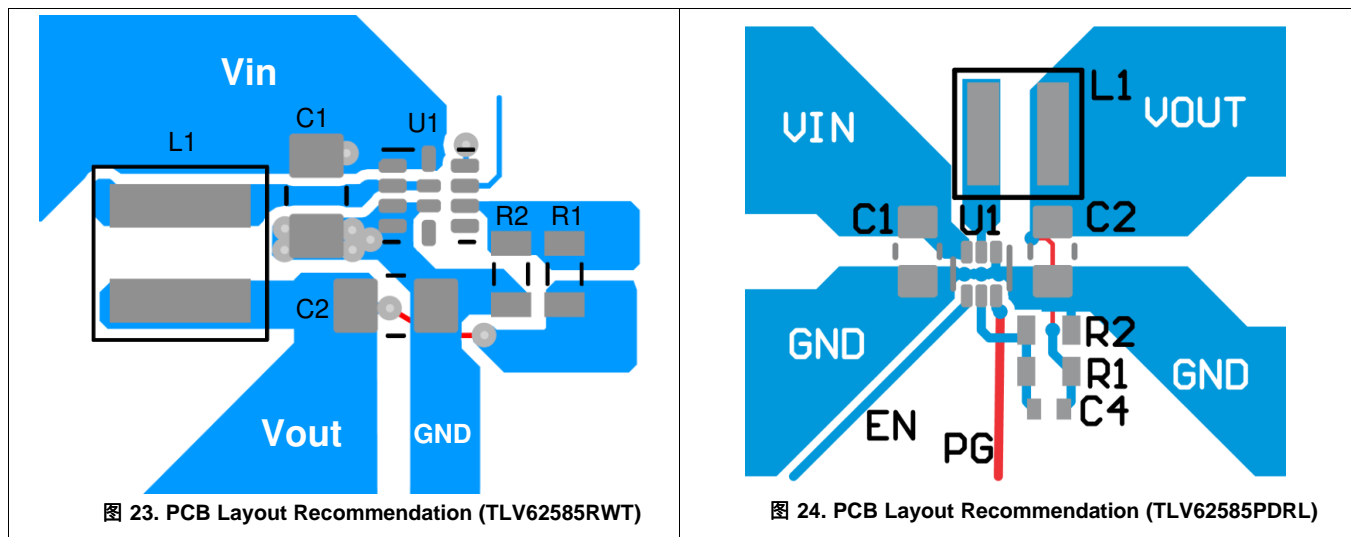 Vin
C1
U1
L1
R2
R1
C2
Vout
GND
图 23. PCB Layout Recommendation (TLV62585RWT)
L1
VIN
VOUT
C1
U1
C2
GND
R2
R1
GND
C4
EN
PG
图 24. PCB Layout Recommendation (TLV62585PDRL)